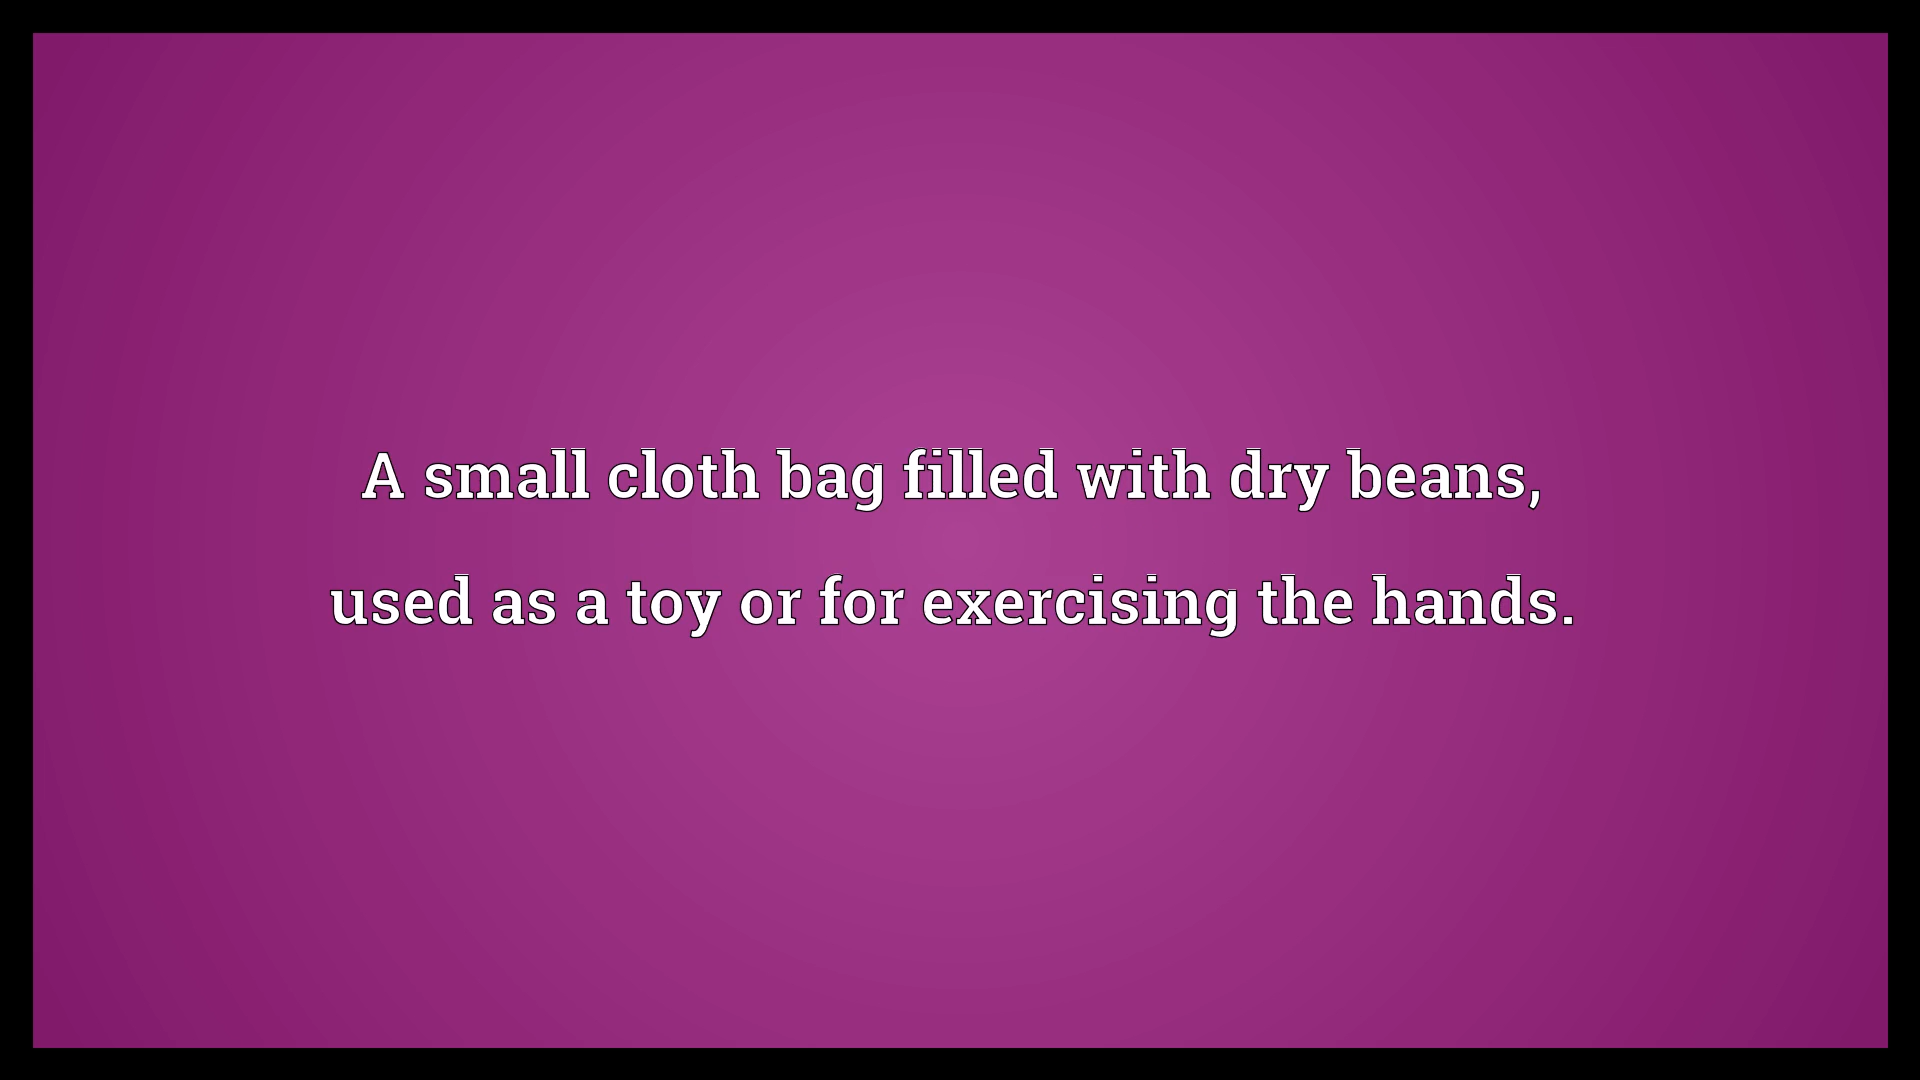 A small cloth bag filled with dry beans,
used as a toy or for exercising the hands.